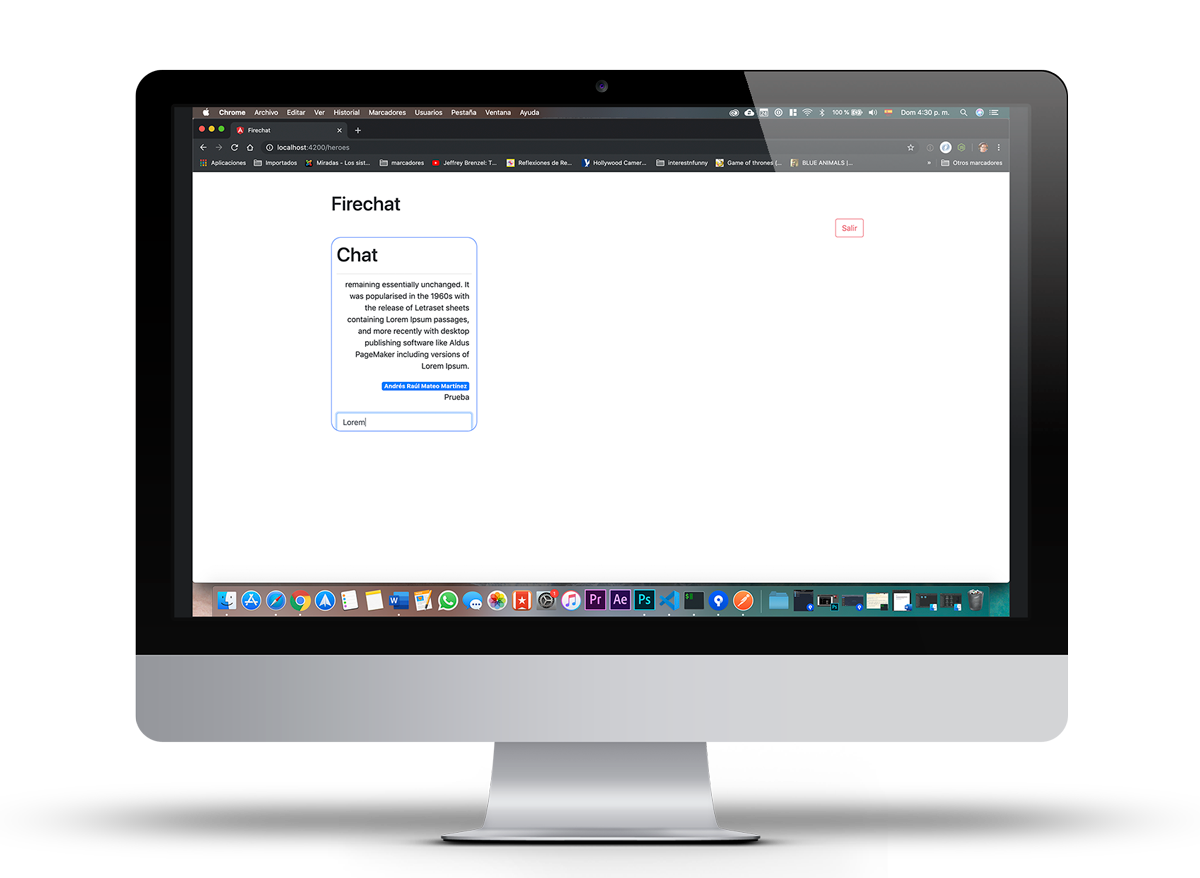 Chrome Archivo Editar Ver Historial Marcadores Usuarios Pestaña Ventana Ayuda 100 % Dom 4:30 p. m.
Firechat
localhost:4200/heroes
Aplicaciones Importados Miradas - Los sist... marcadores Jeffrey Brenzel: T... Reflexiones de Re... Hollywood Camer... interestnfunny Game of thrones (... BLUE ANIMALS |... » Otros marcadores
Firechat
Salir
Chat
remaining essentially unchanged. It
was popularised in the 1960s with
the release of Letraset sheets
containing Lorem Ipsum passages,
and more recently with desktop
publishing software like Aldus
PageMaker including versions of
Lorem Ipsum.
Andrés Raúl Mateo Martínez
Prueba
Lorem
W 1 Pr Ae Ps $